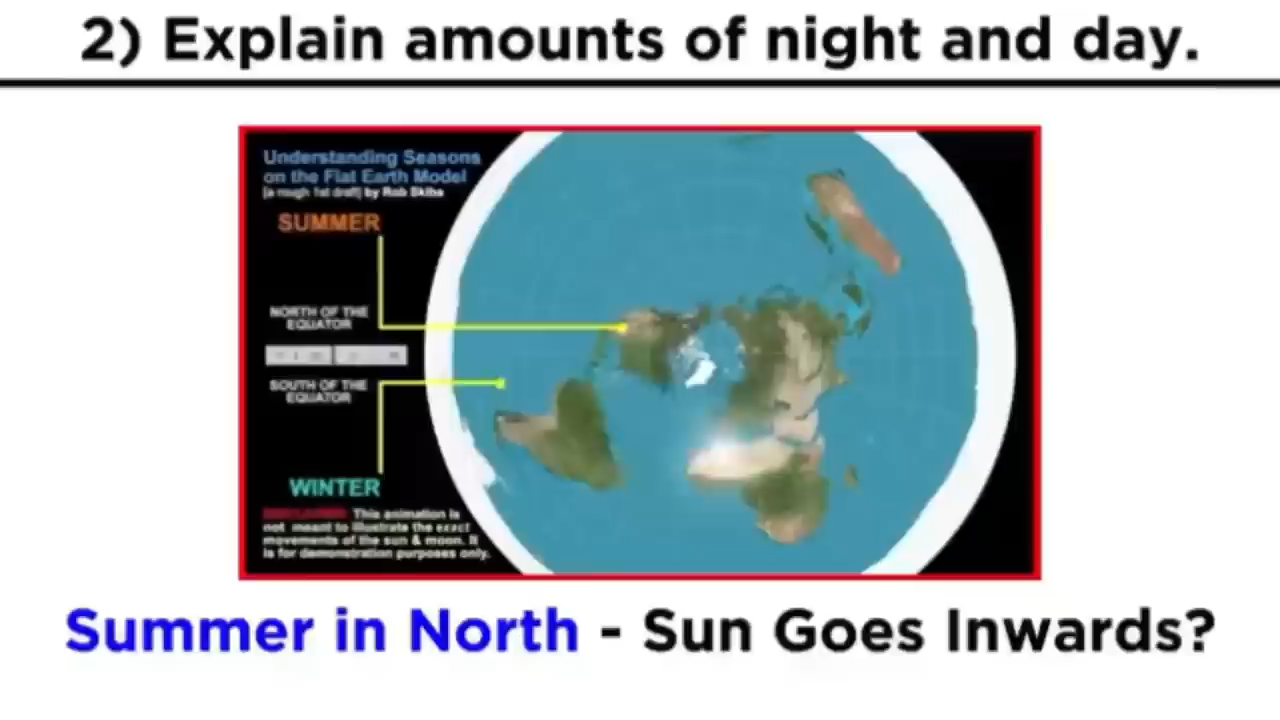 2) Explain amounts of night and day.
Understanding Seasons
on the Flat Earth Model
[a rough 1st draft] by Rob Skiba
SUMMER
NORTH OF THE
EQUATOR
SOUTH OF THE
EQUATOR
WINTER
This animation is
not meant to illustrate the exact
movements of the sun & moon. It
is for demonstration purposes only.
Summer in North - Sun Goes Inwards?